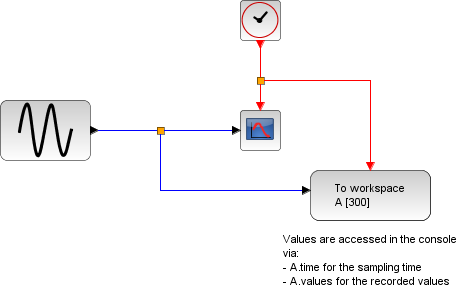 To workspace
A [300]
Values are accessed in the console
via:
- A.time for the sampling time
- A.values for the recorded values